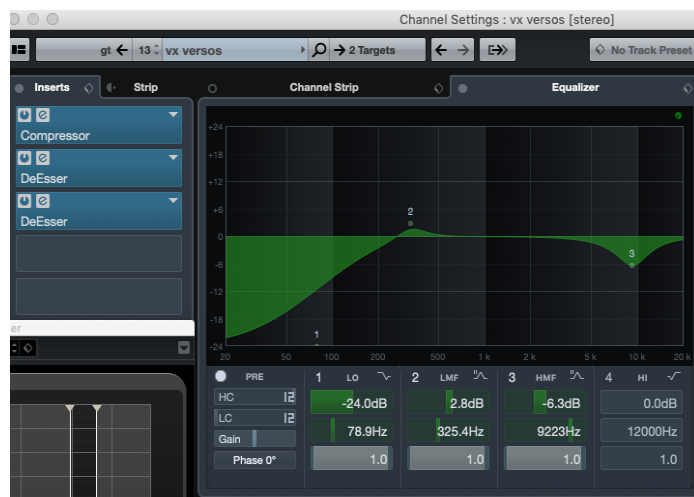 Channel Settings : vx versos [stereo]
gt ← 13 vx versos → 2 Targets ← → No Track Preset
Inserts Strip Channel Strip Equalizer
Compressor
DeEsser
DeEsser
er
+24
+18
+12
+6
0
-6
-12
-18
-24
2
3
1
20 50 100 200 500 1 k 2 k 5 k 10 k 20 k
PRE 1 LO 2 LMF 3 HMF 4 HI
HC -24.0dB 2.8dB -6.3dB 0.0dB
LC 78.9Hz 325.4Hz 9223Hz 12000Hz
Gain
Phase 0° 1.0 1.0 1.0 1.0